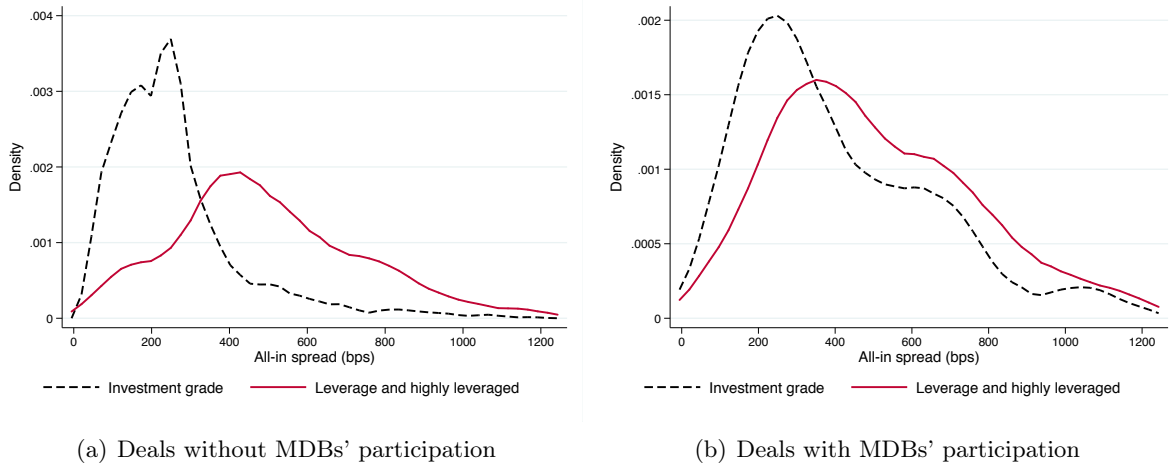 .004
.003
.002
.001
0
Density
0 200 400 600 800 1000 1200
All-in spread (bps)
Investment grade Leverage and highly leveraged
(a) Deals without MDBs' participation
.002
.0015
.001
.0005
0
Density
0 200 400 600 800 1000 1200
All-in spread (bps)
Investment grade Leverage and highly leveraged
(b) Deals with MDBs' participation